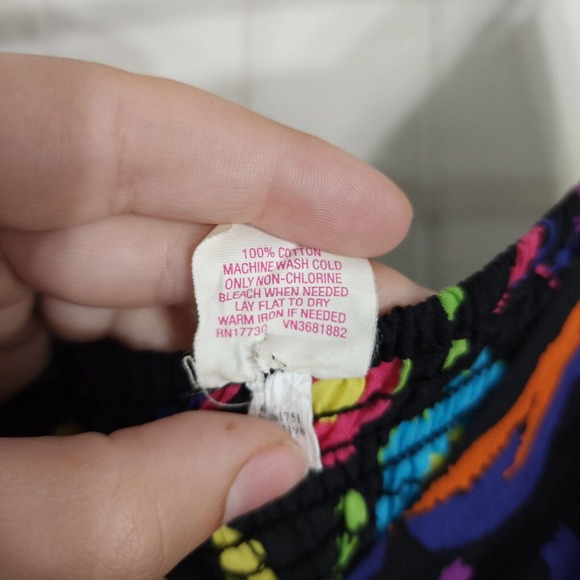 100% COTTON
MACHINE WASH COLD
ONLY NON-CHLORINE
BLEACH WHEN NEEDED
LAY FLAT TO DRY
WARM IRON IF NEEDED
RN17730 VN3681882